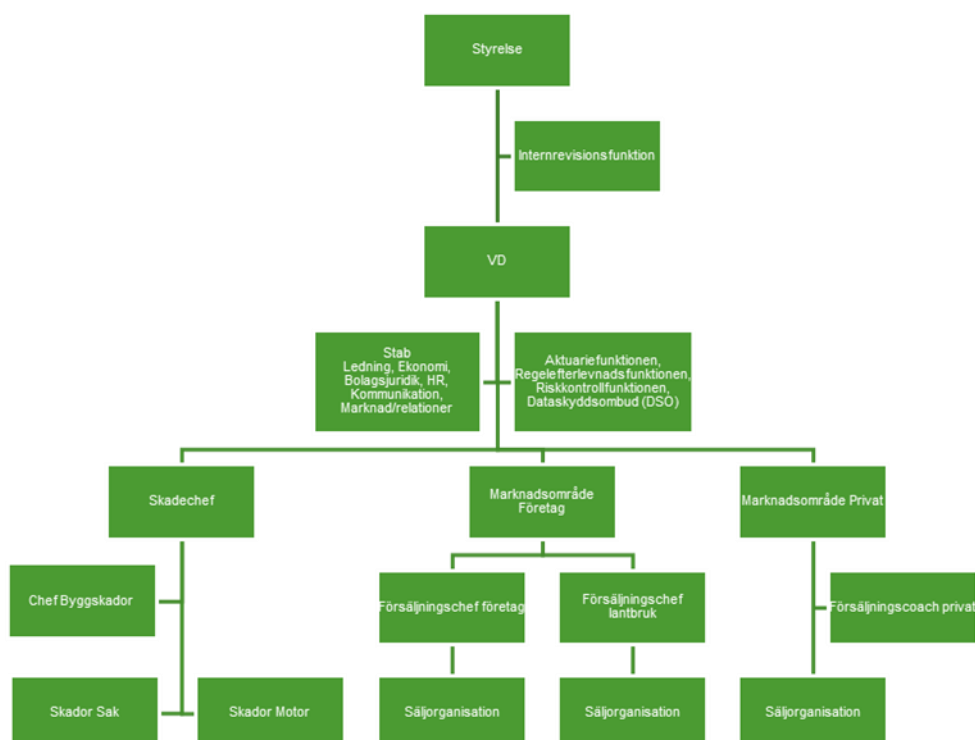 Styrelse
Internrevisionsfunktion
VD
Stab
Ledning, Ekonomi,
Bolagsjuridik, HR,
Kommunikation,
Marknad/relationer
Aktuariefunktionen,
Regelefterlevnadsfunktionen,
Riskkontrollfunktionen,
Dataskyddsombud (DSO)
Skadechef
Marknadsområde
Företag
Marknadsområde Privat
Chef Byggskador
Försäljningschef företag
Försäljningschef
lantbruk
Försäljningscoach privat
Skador Sak
Skador Motor
Säljorganisation
Säljorganisation
Säljorganisation